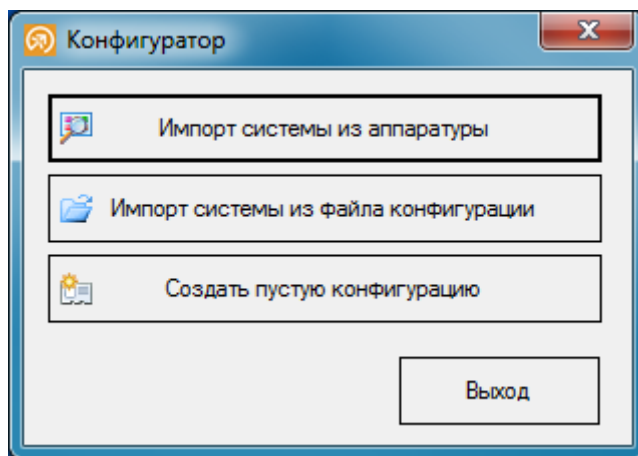 Конфигуратор
Импорт системы из аппаратуры
Импорт системы из файла конфигурации
Создать пустую конфигурацию
Выход